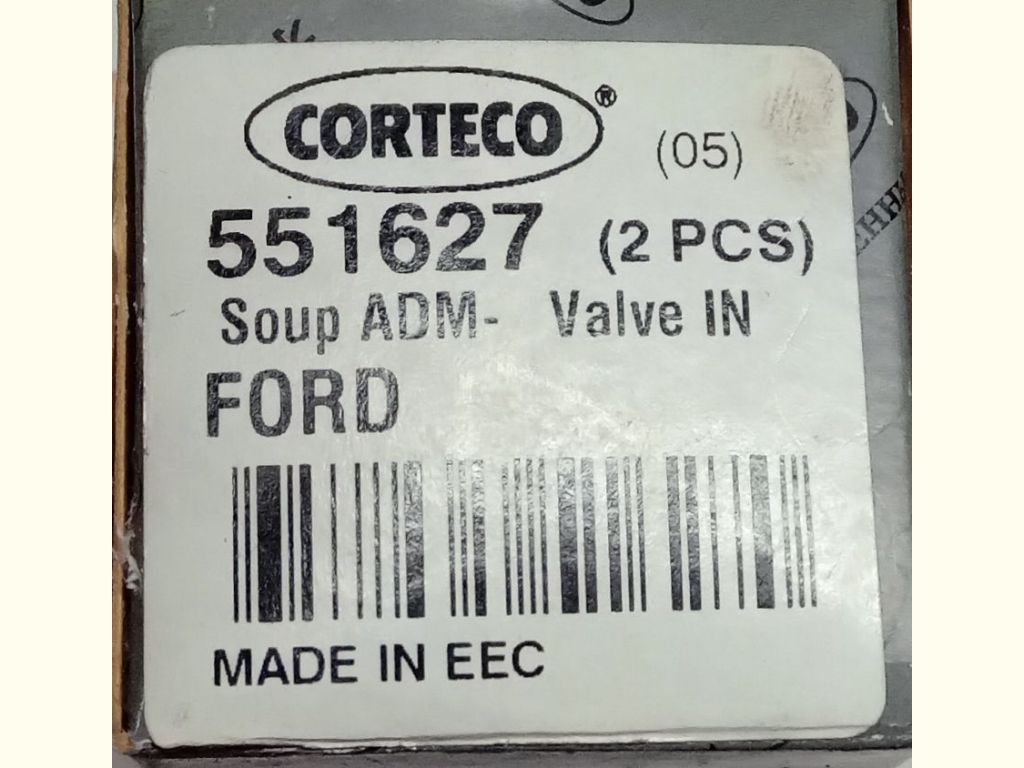 CORTECO®
(05)
551627 (2 PCS)
Soup ADM- Valve IN
FORD
MADE IN EEC